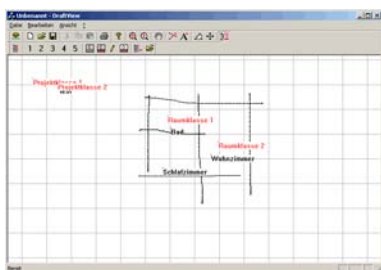 Unbenannt - DraftView
Datei Bearbeiten Ansicht ?
1 2 3 4 5
Projektklasse 1
Projektklasse 2
Raumklasse 1
Bad
Raumklasse 2
Wohnzimmer
Schlafzimmer
Bereit